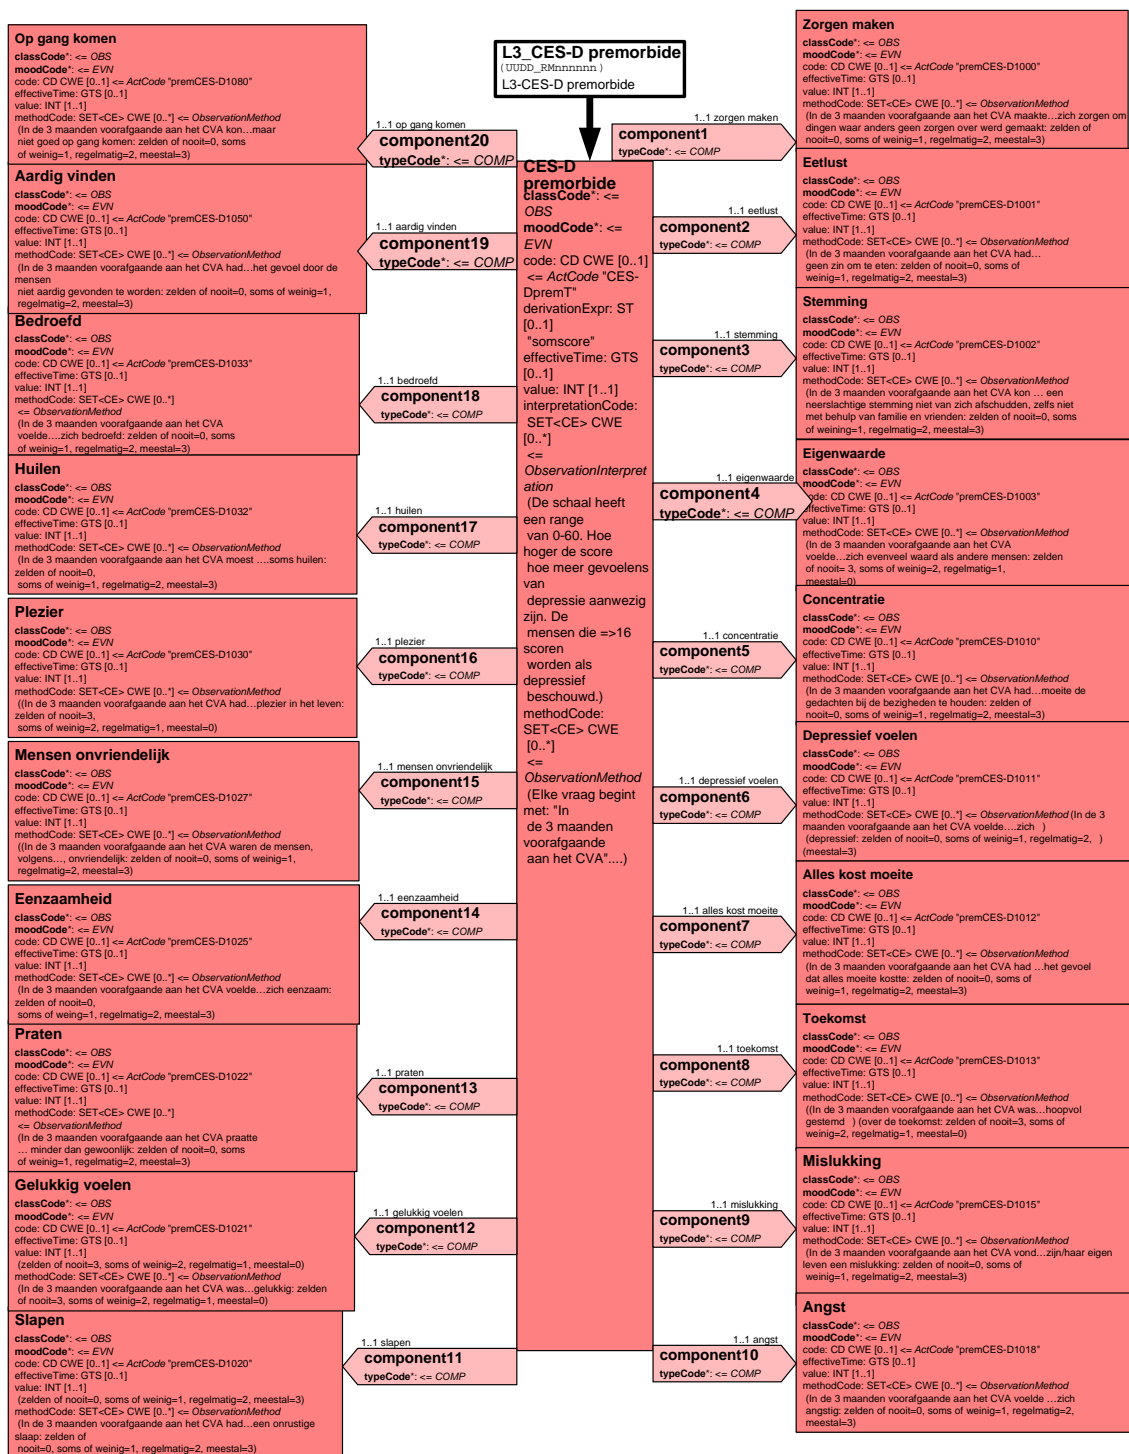 L3_CES-D premorbide
(UUDD_RMnnnnnn)
L3-CES-D premorbide
Op gang komen
classCode*: <= OBS
moodCode*: <= EVN
code: CD CWE [0..1] <= ActCode "premCES-D1080"
effectiveTime: GTS [0..1]
value: INT [1..1]
methodCode: SET<CE> CWE [0..*] <= ObservationMethod
(In de 3 maanden voorafgaande aan het CVA kon...maar
niet goed op gang komen: zelden of nooit=0, soms
of weinig=1, regelmatig=2, meestal=3)
1..1 op gang komen
component20
typeCode*: <= COMP
Aardig vinden
classCode*: <= OBS
moodCode*: <= EVN
code: CD CWE [0..1] <= ActCode "premCES-D1050"
effectiveTime: GTS [0..1]
value: INT [1..1]
methodCode: SET<CE> CWE [0..*] <= ObservationMethod
(In de 3 maanden voorafgaande aan het CVA had...het gevoel door de
mensen
niet aardig gevonden te worden: zelden of nooit=0, soms of weinig=1,
regelmatig=2, meestal=3)
1..1 aardig vinden
component19
typeCode*: <= COMP
Bedroefd
classCode*: <= OBS
moodCode*: <= EVN
code: CD CWE [0..1] <= ActCode "premCES-D1033"
effectiveTime: GTS [0..1]
value: INT [1..1]
methodCode: SET<CE> CWE [0..*]
<= ObservationMethod
(In de 3 maanden voorafgaande aan het CVA
voelde....zich bedroefd: zelden of nooit=0, soms
of weinig=1, regelmatig=2, meestal=3)
1..1 bedroefd
component18
typeCode*: <= COMP
Huilen
classCode*: <= OBS
moodCode*: <= EVN
code: CD CWE [0..1] <= ActCode "premCES-D1032"
effectiveTime: GTS [0..1]
value: INT [1..1]
methodCode: SET<CE> CWE [0..*] <= ObservationMethod
(In de 3 maanden voorafgaande aan het CVA moest ....soms huilen:
zelden of nooit=0,
soms of weinig=1, regelmatig=2, meestal=3)
1..1 huilen
component17
typeCode*: <= COMP
Plezier
classCode*: <= OBS
moodCode*: <= EVN
code: CD CWE [0..1] <= ActCode "premCES-D1030"
effectiveTime: GTS [0..1]
value: INT [1..1]
methodCode: SET<CE> CWE [0..*] <= ObservationMethod
((In de 3 maanden voorafgaande aan het CVA had...plezier in het leven:
zelden of nooit=3,
soms of weinig=2, regelmatig=1, meestal=0)
1..1 plezier
component16
typeCode*: <= COMP
Mensen onvriendelijk
classCode*: <= OBS
moodCode*: <= EVN
code: CD CWE [0..1] <= ActCode "premCES-D1027"
effectiveTime: GTS [0..1]
value: INT [1..1]
methodCode: SET<CE> CWE [0..*] <= ObservationMethod
((In de 3 maanden voorafgaande aan het CVA waren de mensen,
volgens..., onvriendelijk: zelden of nooit=0, soms of weinig=1,
regelmatig=2, meestal=3)
1..1 mensen onvriendelijk
component15
typeCode*: <= COMP
Eenzaamheid
classCode*: <= OBS
moodCode*: <= EVN
code: CD CWE [0..1] <= ActCode "premCES-D1025"
effectiveTime: GTS [0..1]
value: INT [1..1]
methodCode: SET<CE> CWE [0..*] <= ObservationMethod
(In de 3 maanden voorafgaande aan het CVA voelde...zich eenzaam:
zelden of nooit=0,
soms of weing=1, regelmatig=2, meestal=3)
1..1 eenzaamheid
component14
typeCode*: <= COMP
Praten
classCode*: <= OBS
moodCode*: <= EVN
code: CD CWE [0..1] <= ActCode "premCES-D1022"
effectiveTime: GTS [0..1]
value: INT [1..1]
methodCode: SET<CE> CWE [0..*]
<= ObservationMethod
(In de 3 maanden voorafgaande aan het CVA praatte
... minder dan gewoonlijk: zelden of nooit=0, soms
of weinig=1, regelmatig=2, meestal=3)
1..1 praten
component13
typeCode*: <= COMP
Gelukkig voelen
classCode*: <= OBS
moodCode*: <= EVN
code: CD CWE [0..1] <= ActCode "premCES-D1021"
effectiveTime: GTS [0..1]
value: INT [1..1]
(zelden of nooit=3, soms of weinig=2, regelmatig=1, meestal=0)
methodCode: SET<CE> CWE [0..*] <= ObservationMethod
(In de 3 maanden voorafgaande aan het CVA was...gelukkig: zelden
of nooit=3, soms of weinig=2, regelmatig=1, meestal=0)
1..1 gelukkig voelen
component12
typeCode*: <= COMP
Slapen
classCode*: <= OBS
moodCode*: <= EVN
code: CD CWE [0..1] <= ActCode "premCES-D1020"
effectiveTime: GTS [0..1]
value: INT [1..1]
(zelden of nooit=0, soms of weinig=1, regelmatig=2, meestal=3)
methodCode: SET<CE> CWE [0..*] <= ObservationMethod
(In de 3 maanden voorafgaande aan het CVA had...een onrustige
slaap: zelden of
nooit=0, soms of weinig=1, regelmatig=2, meestal=3)
1..1 slapen
component11
typeCode*: <= COMP
CES-D
premorbide
classCode*: <=
OBS
moodCode*: <=
EVN
code: CD CWE [0..1]
<= ActCode "CES-
DpremT"
derivationExpr: ST
[0..1]
"somscore"
effectiveTime: GTS
[0..1]
value: INT [1..1]
interpretationCode:
SET<CE> CWE
[0..*]
<=
ObservationInterpret
ation
(De schaal heeft
een range
van 0-60. Hoe
hoger de score
hoe meer gevoelens
van
depressie aanwezig
zijn. De
mensen die =>16
scoren
worden als
depressief
beschouwd.)
methodCode:
SET<CE> CWE
[0..*]
<=
ObservationMethod
(Elke vraag begint
met: "In
de 3 maanden
voorafgaande
aan het CVA"....)
Zorgen maken
classCode*: <= OBS
moodCode*: <= EVN
code: CD CWE [0..1] <= ActCode "premCES-D1000"
effectiveTime: GTS [0..1]
value: INT [1..1]
methodCode: SET<CE> CWE [0..*] <= ObservationMethod
(In de 3 maanden voorafgaande aan het CVA maakte...zich zorgen om
dingen waar anders geen zorgen over werd gemaakt: zelden of
nooit=0, soms of weinig=1, regelmatig=2, meestal=3)
1..1 zorgen maken
component1
typeCode*: <= COMP
Eetlust
classCode*: <= OBS
moodCode*: <= EVN
code: CD CWE [0..1] <= ActCode "premCES-D1001"
effectiveTime: GTS [0..1]
value: INT [1..1]
methodCode: SET<CE> CWE [0..*] <= ObservationMethod
(In de 3 maanden voorafgaande aan het CVA had...
geen zin om te eten: zelden of nooit=0, soms of
weinig=1, regelmatig=2, meestal=3)
1..1 eetlust
component2
typeCode*: <= COMP
Stemming
classCode*: <= OBS
moodCode*: <= EVN
code: CD CWE [0..1] <= ActCode "premCES-D1002"
effectiveTime: GTS [0..1]
value: INT [1..1]
methodCode: SET<CE> CWE [0..*] <= ObservationMethod
(In de 3 maanden voorafgaande aan het CVA kon ... een
neerslachtige stemming niet van zich afschudden, zelfs niet
met behulp van familie en vrienden: zelden of nooit=0, soms
of weining=1, regelmatig=2, meestal=3)
1..1 stemming
component3
typeCode*: <= COMP
Eigenwaarde
classCode*: <= OBS
moodCode*: <= EVN
code: CD CWE [0..1] <= ActCode "premCES-D1003"
effectiveTime: GTS [0..1]
value: INT [1..1]
methodCode: SET<CE> CWE [0..*] <= ObservationMethod
(In de 3 maanden voorafgaande aan het CVA
voelde...zich evenveel waard als andere mensen: zelden
of nooit= 3, soms of weinig=2, regelmatig=1,
meestal=0)
1..1 eigenwaarde
component4
typeCode*: <= COMP
Concentratie
classCode*: <= OBS
moodCode*: <= EVN
code: CD CWE [0..1] <= ActCode "premCES-D1010"
effectiveTime: GTS [0..1]
value: INT [1..1]
methodCode: SET<CE> CWE [0..*] <= ObservationMethod
(In de 3 maanden voorafgaande aan het CVA had...moeite de
gedachten bij de bezigheden te houden: zelden of
nooit=0, soms of weinig=1, regelmatig=2, meestal=3)
1..1 concentratie
component5
typeCode*: <= COMP
Depressief voelen
classCode*: <= OBS
moodCode*: <= EVN
code: CD CWE [0..1] <= ActCode "premCES-D1011"
effectiveTime: GTS [0..1]
value: INT [1..1]
methodCode: SET<CE> CWE [0..*] <= ObservationMethod (In de 3
maanden voorafgaande aan het CVA voelde....zich )
(depressief: zelden of nooit=0, soms of weinig=1, regelmatig=2, )
(meestal=3)
1..1 depressief voelen
component6
typeCode*: <= COMP
Alles kost moeite
classCode*: <= OBS
moodCode*: <= EVN
code: CD CWE [0..1] <= ActCode "premCES-D1012"
effectiveTime: GTS [0..1]
value: INT [1..1]
methodCode: SET<CE> CWE [0..*] <= ObservationMethod
(In de 3 maanden voorafgaande aan het CVA had ...het gevoel
dat alles moeite kostte: zelden of nooit=0, soms of
weinig=1, regelmatig=2, meestal=3)
1..1 alles kost moeite
component7
typeCode*: <= COMP
Toekomst
classCode*: <= OBS
moodCode*: <= EVN
code: CD CWE [0..1] <= ActCode "premCES-D1013"
effectiveTime: GTS [0..1]
value: INT [1..1]
methodCode: SET<CE> CWE [0..*] <= ObservationMethod
((In de 3 maanden voorafgaande aan het CVA was...hoopvol
gestemd ) (over de toekomst: zelden of nooit=3, soms of
weinig=2, regelmatig=1, meestal=0)
1..1 toekomst
component8
typeCode*: <= COMP
Mislukking
classCode*: <= OBS
moodCode*: <= EVN
code: CD CWE [0..1] <= ActCode "premCES-D1015"
effectiveTime: GTS [0..1]
value: INT [1..1]
methodCode: SET<CE> CWE [0..*] <= ObservationMethod
(In de 3 maanden voorafgaande aan het CVA vond...zijn/haar eigen
leven een mislukking: zelden of nooit=0, soms of
weinig=1, regelmatig=2, meestal=3)
1..1 mislukking
component9
typeCode*: <= COMP
Angst
classCode*: <= OBS
moodCode*: <= EVN
code: CD CWE [0..1] <= ActCode "premCES-D1018"
effectiveTime: GTS [0..1]
value: INT [1..1]
methodCode: SET<CE> CWE [0..*] <= ObservationMethod
(In de 3 maanden voorafgaande aan het CVA voelde ...zich
angstig: zelden of nooit=0, soms of weinig=1, regelmatig=2,
meestal=3)
1..1 angst
component10
typeCode*: <= COMP